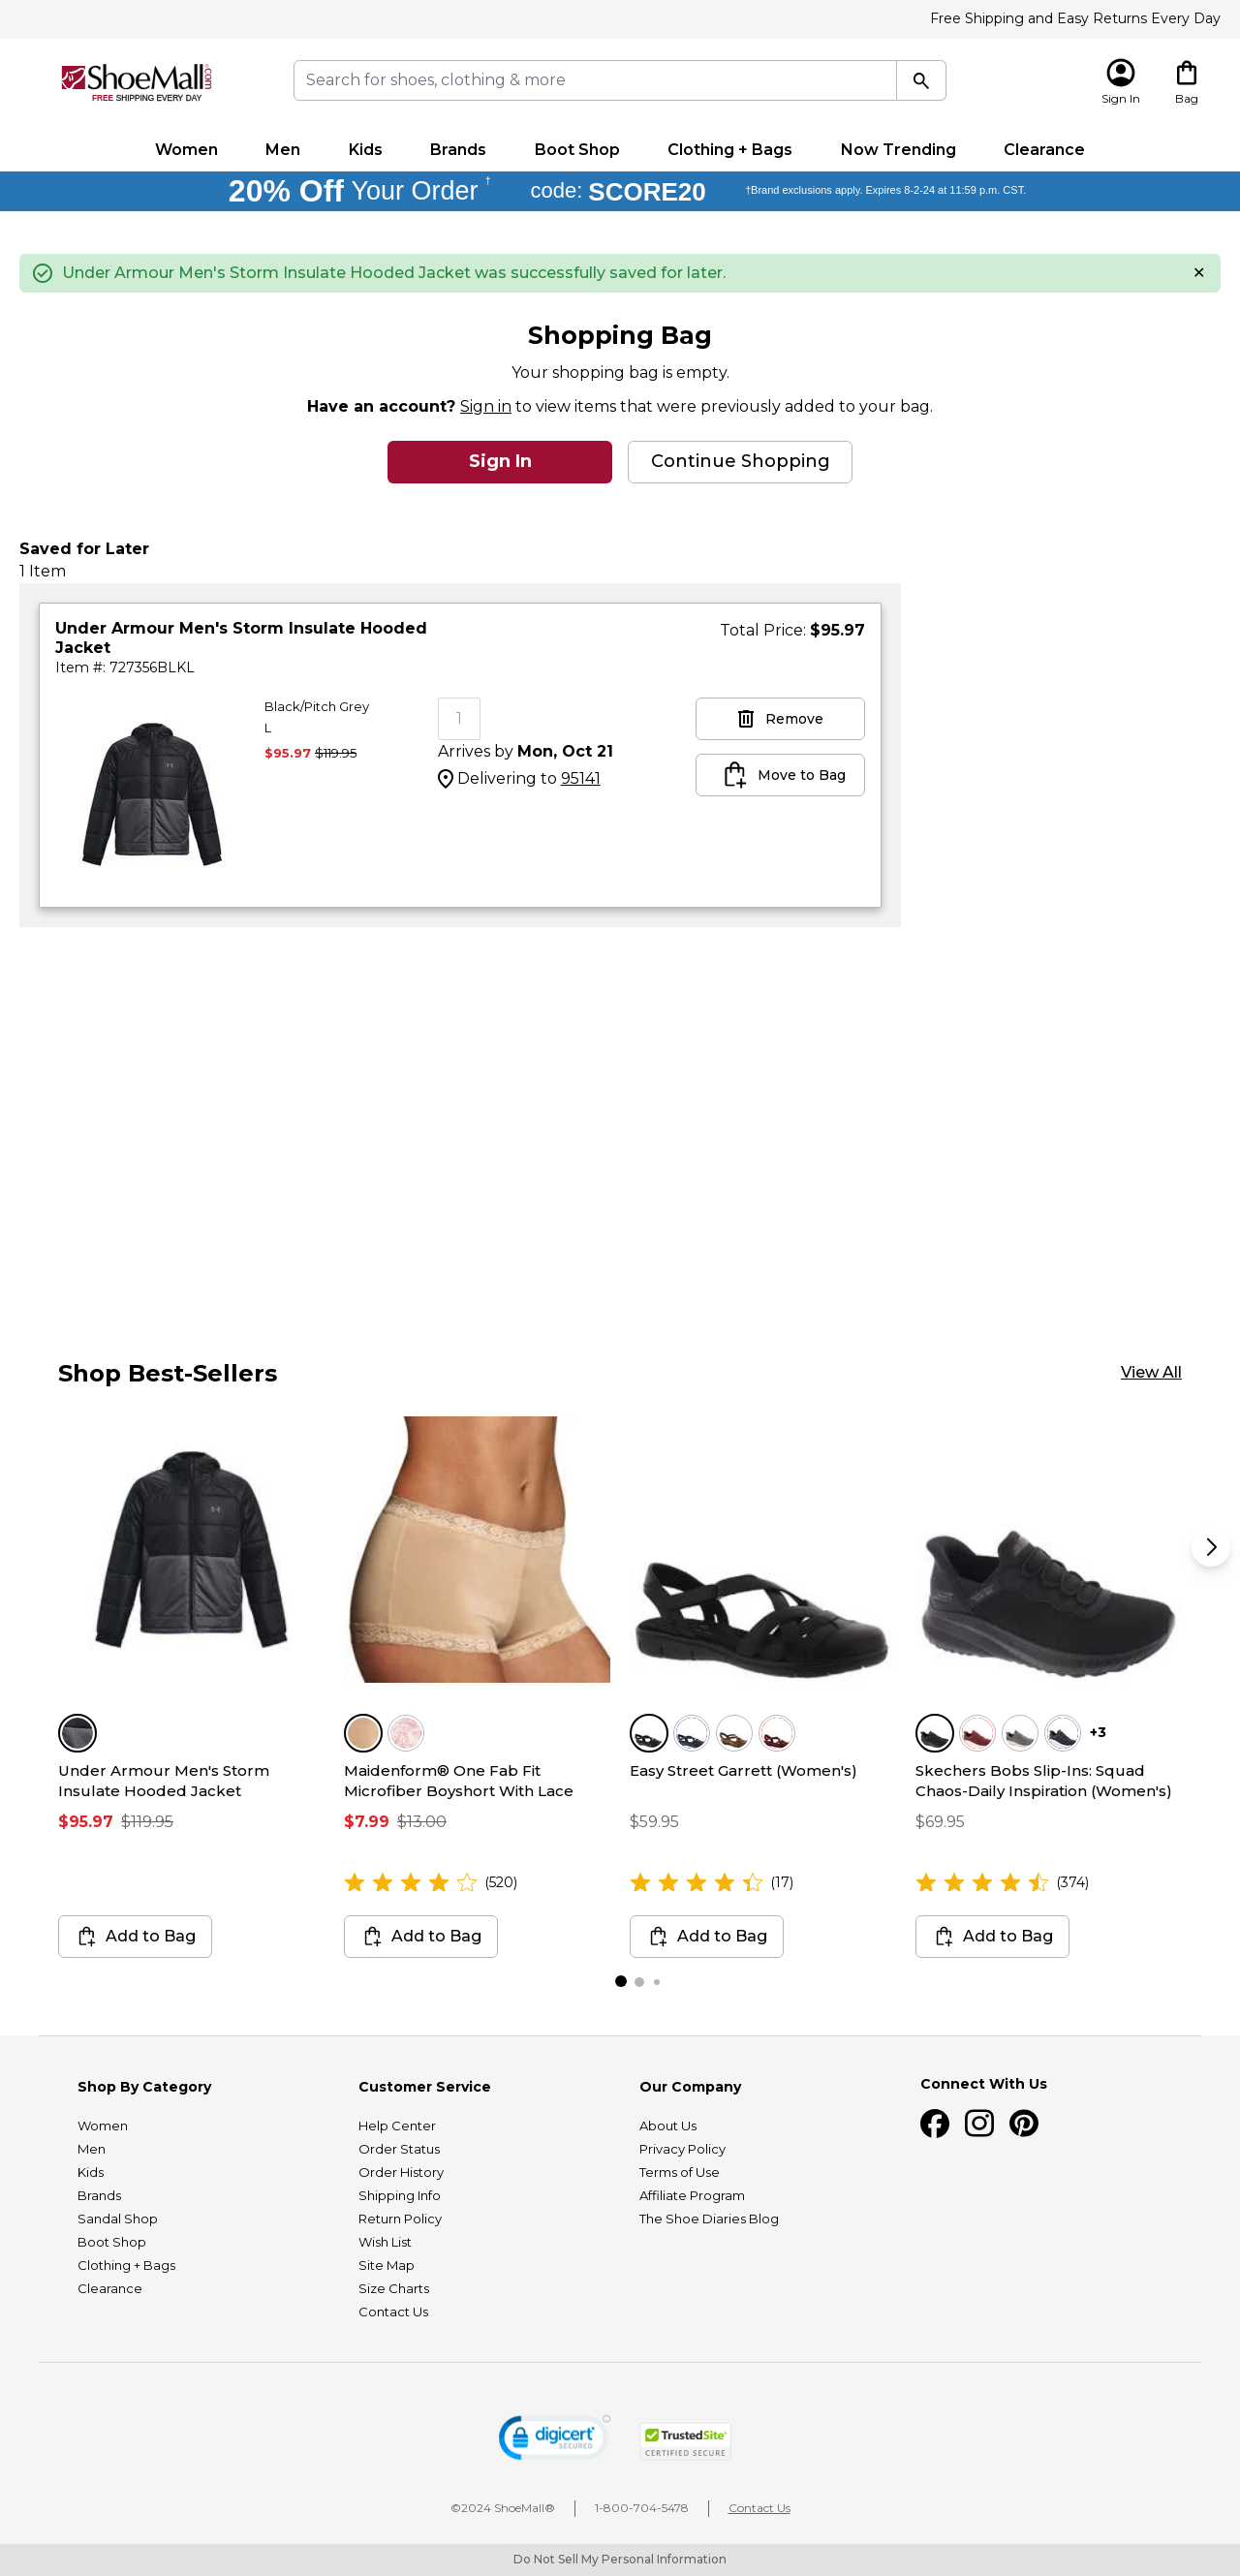 Free Shipping and Easy Returns Every Day
ShoeMall.com
FREE SHIPPING EVERY DAY
Search for shoes, clothing & more
Sign In
Bag
Women Men Kids Brands Boot Shop Clothing + Bags Now Trending Clearance
20% Off Your Order † code: SCORE20 †Brand exclusions apply. Expires 8-2-24 at 11:59 p.m. CST.
Under Armour Men's Storm Insulate Hooded Jacket was successfully saved for later.
Shopping Bag
Your shopping bag is empty.
Have an account? Sign in to view items that were previously added to your bag.
Sign In
Continue Shopping
Saved for Later
1 Item
Under Armour Men's Storm Insulate Hooded
Jacket
Item #: 727356BLKL
Total Price: $95.97
Black/Pitch Grey
L
$95.97 $119.95
1
Arrives by Mon, Oct 21
Delivering to 95141
Remove
Move to Bag
Shop Best-Sellers
View All
Under Armour Men's Storm
Insulate Hooded Jacket
$95.97 $119.95
Add to Bag
Maidenform® One Fab Fit
Microfiber Boyshort With Lace
$7.99 $13.00
(520)
Add to Bag
Easy Street Garrett (Women's)
$59.95
(17)
Add to Bag
+3
Skechers Bobs Slip-Ins: Squad
Chaos-Daily Inspiration (Women's)
$69.95
(374)
Add to Bag
Shop By Category
Women
Men
Kids
Brands
Sandal Shop
Boot Shop
Clothing + Bags
Clearance
Customer Service
Help Center
Order Status
Order History
Shipping Info
Return Policy
Wish List
Site Map
Size Charts
Contact Us
Our Company
About Us
Privacy Policy
Terms of Use
Affiliate Program
The Shoe Diaries Blog
Connect With Us
digicert
SECURED
TrustedSite
CERTIFIED SECURE
©2024 ShoeMall®
1-800-704-5478
Contact Us
Do Not Sell My Personal Information